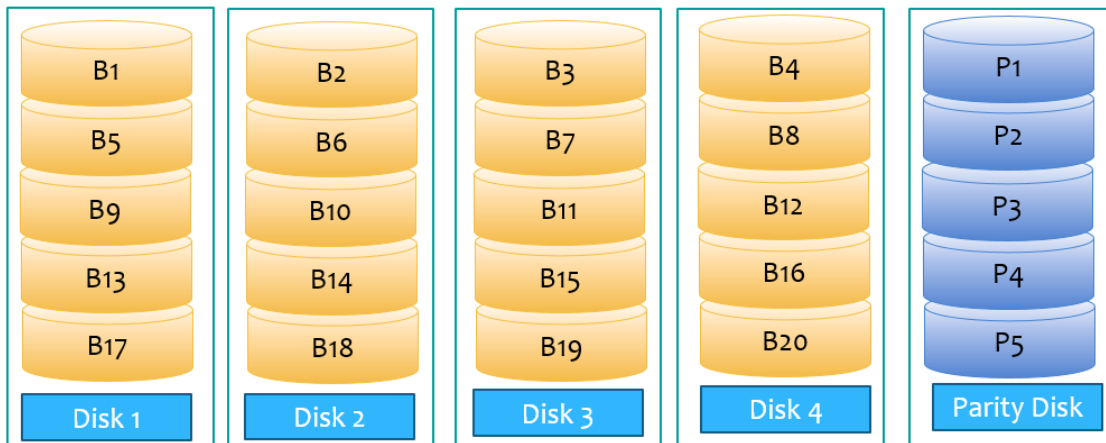 B1 B2 B3 B4 P1
B5 B6 B7 B8 P2
B9 B10 B11 B12 P3
B13 B14 B15 B16 P4
B17 B18 B19 B20 P5
Disk 1 Disk 2 Disk 3 Disk 4 Parity Disk